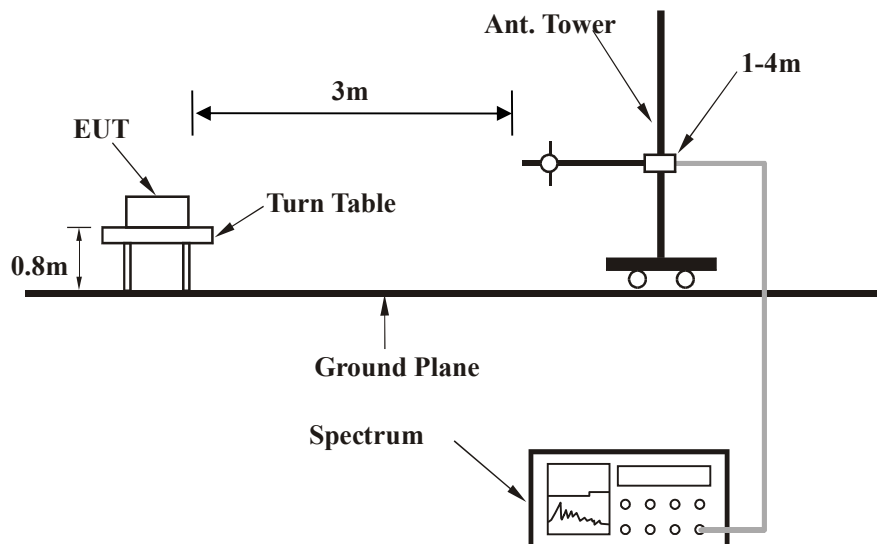 Ant. Tower
1-4m
3m
EUT
Turn Table
0.8m
Ground Plane
Spectrum